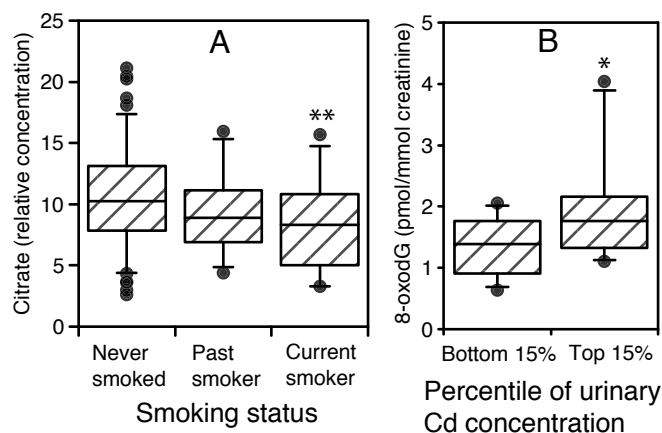 A
Citrate (relative concentration)
25
20
15
10
5
0
**
Never smoked
Past smoker
Current smoker
Smoking status
B
8-oxodG (pmol/mmol creatinine)
5
4
3
2
1
0
*
Bottom 15%
Top 15%
Percentile of urinary
Cd concentration